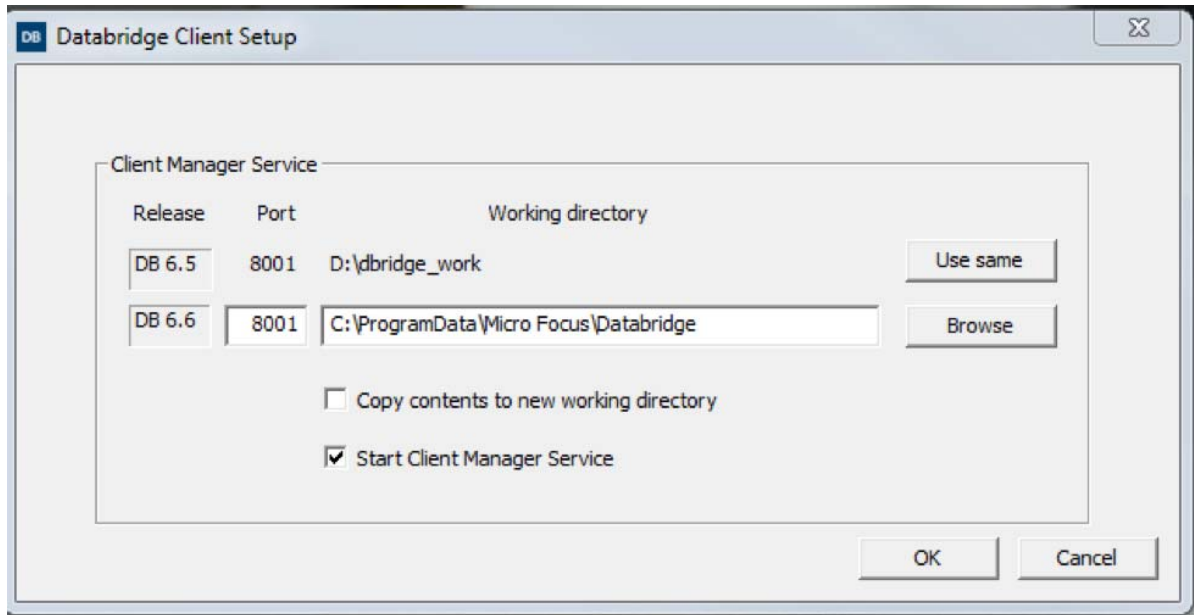 DB Databridge Client Setup
Client Manager Service
Release Port Working directory
DB 6.5 8001 D:\dbridge_work Use same
DB 6.6 8001 C:\ProgramData\Micro Focus\Databridge Browse
Copy contents to new working directory
Start Client Manager Service
OK Cancel